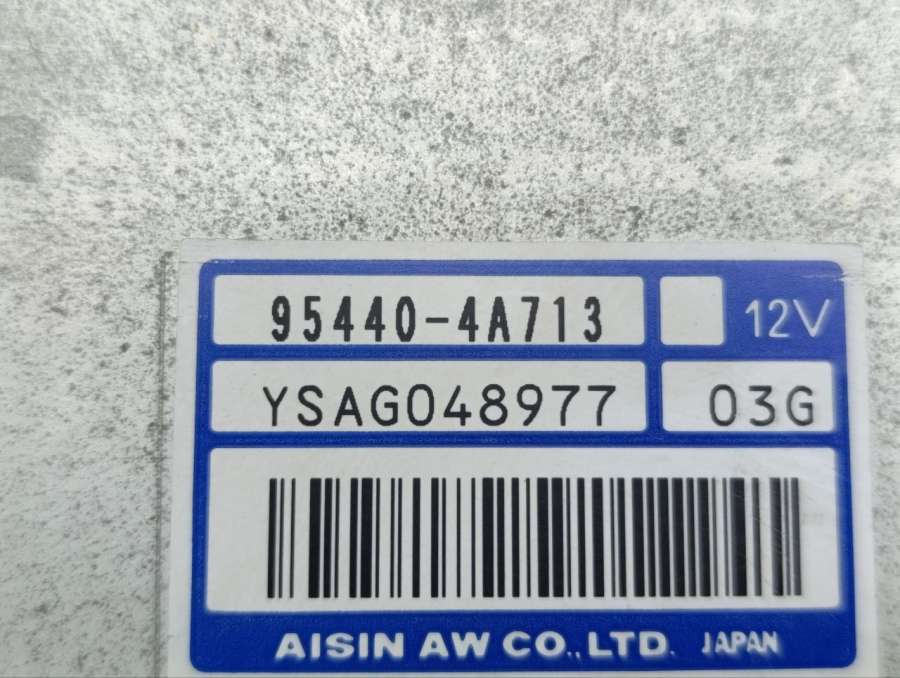 95440-4A713 12V
YSAG048977 03G
AISIN AW CO., LTD. JAPAN